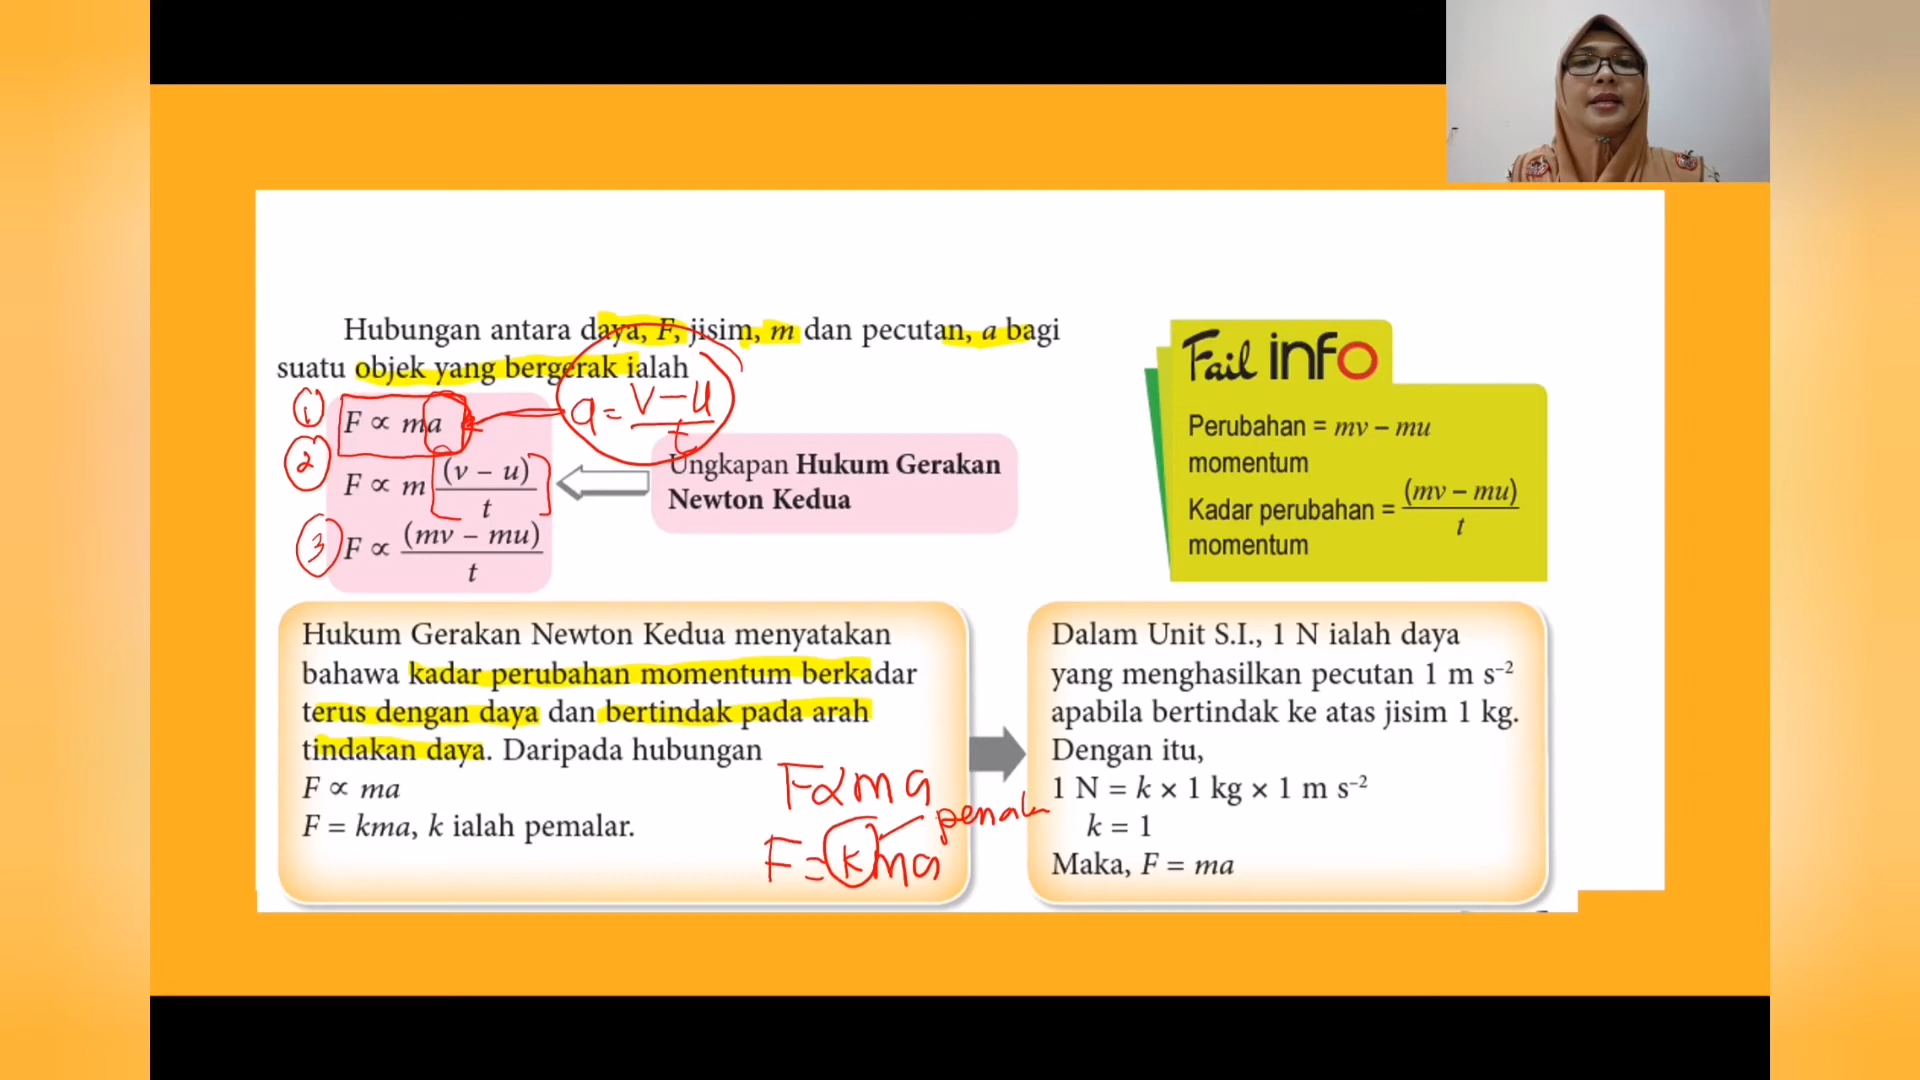 Hubungan antara daya, F, jisim, m dan pecutan, a bagi
suatu objek yang bergerak ialah
1
F ∝ ma
a = v – u / t
2
F ∝ m (v – u) / t
3
F ∝ (mv – mu) / t
Ungkapan Hukum Gerakan
Newton Kedua
Fail info
Perubahan = mv – mu
momentum
Kadar perubahan = (mv – mu) / t
momentum
Hukum Gerakan Newton Kedua menyatakan
bahawa kadar perubahan momentum berkadar
terus dengan daya dan bertindak pada arah
tindakan daya. Daripada hubungan
F ∝ ma
F = kma, k ialah pemalar.
F ∝ ma
F = kma
Dalam Unit S.I., 1 N ialah daya
yang menghasilkan pecutan 1 m s⁻²
apabila bertindak ke atas jisim 1 kg.
Dengan itu,
1 N = k × 1 kg × 1 m s⁻²
k = 1
Maka, F = ma